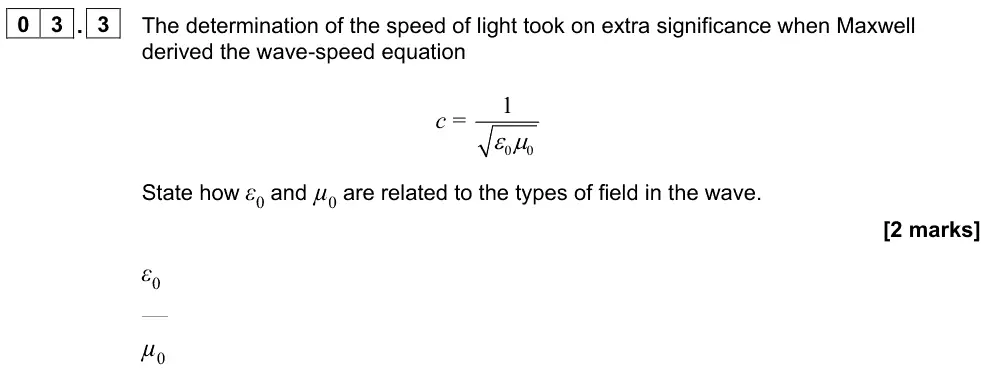 03.3 The determination of the speed of light took on extra significance when Maxwell
derived the wave-speed equation
c = 1/√(ε₀μ₀)
State how ε₀ and μ₀ are related to the types of field in the wave.
[2 marks]
ε₀
μ₀